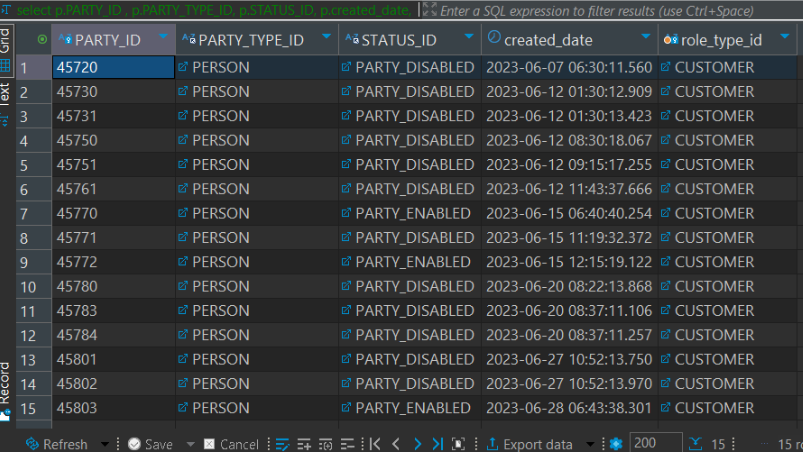 select p.PARTY_ID , p.PARTY_TYPE_ID, p.STATUS_ID, p.created_date, Enter a SQL expression to filter results (use Ctrl+Space)
Grid
Text
Record
PARTY_ID PARTY_TYPE_ID STATUS_ID created_date role_type_id
1 45720 PERSON PARTY_DISABLED 2023-06-07 06:30:11.560 CUSTOMER
2 45730 PERSON PARTY_DISABLED 2023-06-12 01:30:12.909 CUSTOMER
3 45731 PERSON PARTY_DISABLED 2023-06-12 01:30:13.423 CUSTOMER
4 45750 PERSON PARTY_DISABLED 2023-06-12 08:30:18.067 CUSTOMER
5 45751 PERSON PARTY_DISABLED 2023-06-12 09:15:17.255 CUSTOMER
6 45761 PERSON PARTY_DISABLED 2023-06-12 11:43:37.666 CUSTOMER
7 45770 PERSON PARTY_ENABLED 2023-06-15 06:40:40.254 CUSTOMER
8 45771 PERSON PARTY_DISABLED 2023-06-15 11:19:32.372 CUSTOMER
9 45772 PERSON PARTY_ENABLED 2023-06-15 12:15:19.122 CUSTOMER
10 45780 PERSON PARTY_DISABLED 2023-06-20 08:22:13.868 CUSTOMER
11 45783 PERSON PARTY_DISABLED 2023-06-20 08:37:11.106 CUSTOMER
12 45784 PERSON PARTY_DISABLED 2023-06-20 08:37:11.257 CUSTOMER
13 45801 PERSON PARTY_DISABLED 2023-06-27 10:52:13.750 CUSTOMER
14 45802 PERSON PARTY_DISABLED 2023-06-27 10:52:13.970 CUSTOMER
15 45803 PERSON PARTY_ENABLED 2023-06-28 06:43:38.301 CUSTOMER
Refresh Save Cancel Export data 200 15 15